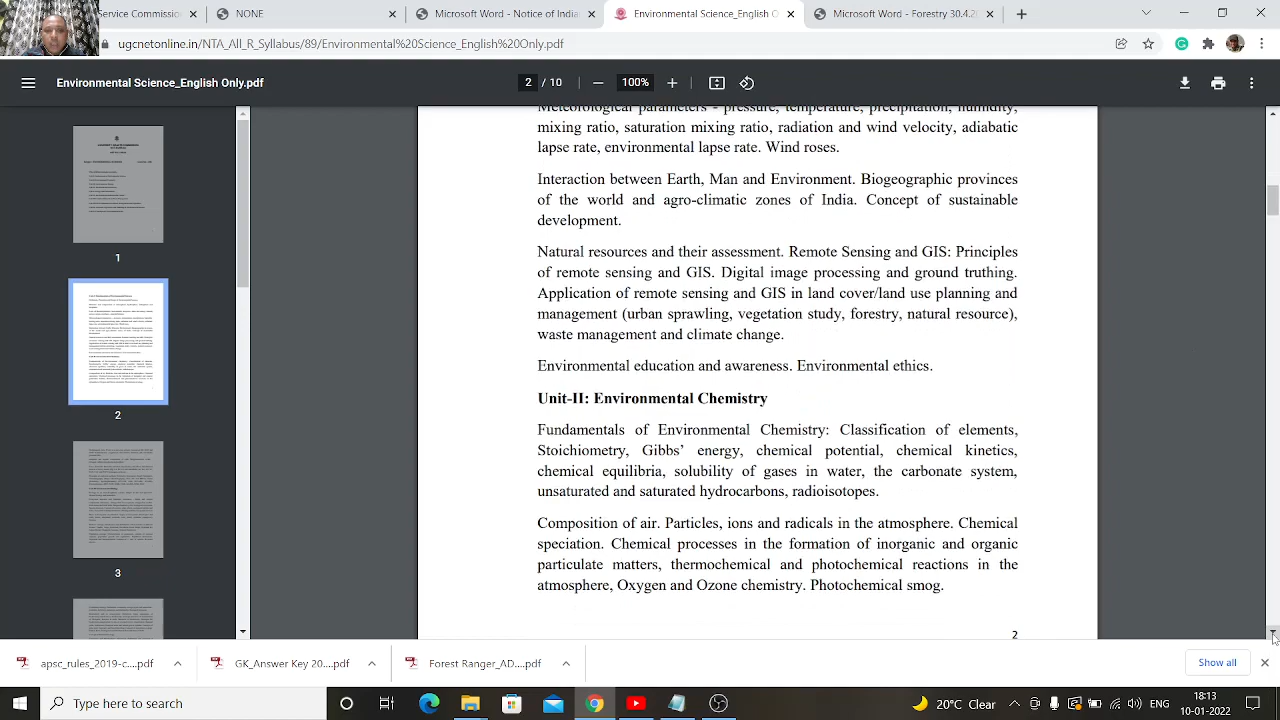 Service Commission
NONE
Microsoft Word - Notice of India
Environmental Science_English O
Microsoft Word - Forestry 30.4.20
ugcnetonline.in/NTA_All_R_Syllabus/89/Environmental%20Science_English%20Only.pdf
Environmental Science_English Only.pdf
2 / 10
100%
Meteorological parameters - pressure, temperature, precipitation, humidity,
mixing ratio, saturation mixing ratio, radiation and wind velocity, adiabatic
lapse rate, environmental lapse rate. Wind roses.
Interaction between Earth, Man and Environment. Biogeographic provinces
of the world and agro-climatic zones of India. Concept of sustainable
development.
Natural resources and their assessment. Remote Sensing and GIS: Principles
of remote sensing and GIS. Digital image processing and ground truthing.
Application of remote sensing and GIS in land cover/land use planning and
management (urban sprawling, vegetation study, forestry, natural resource),
waste management and climate change.
Environmental education and awareness. Environmental ethics.
Unit-II: Environmental Chemistry
Fundamentals of Environmental Chemistry: Classification of elements,
Stoichiometry, Gibbs' energy, chemical potential, chemical kinetics,
chemical equilibria, solubility of gases in water, the carbonate system,
unsaturated and saturated hydrocarbons, radioisotopes.
Composition of air. Particles, ions and radicals in the atmosphere. Chemical
speciation. Chemical processes in the formation of inorganic and organic
particulate matters, thermochemical and photochemical reactions in the
atmosphere, Oxygen and Ozone chemistry. Photochemical smog.
2
1
2
3
apsc_rules_2019-c....pdf
GK_Answer Key 20....pdf
Forest Ranger_AD....pdf
Show all
Type here to search
20°C Clear
ENG
18:13
10-01-2022